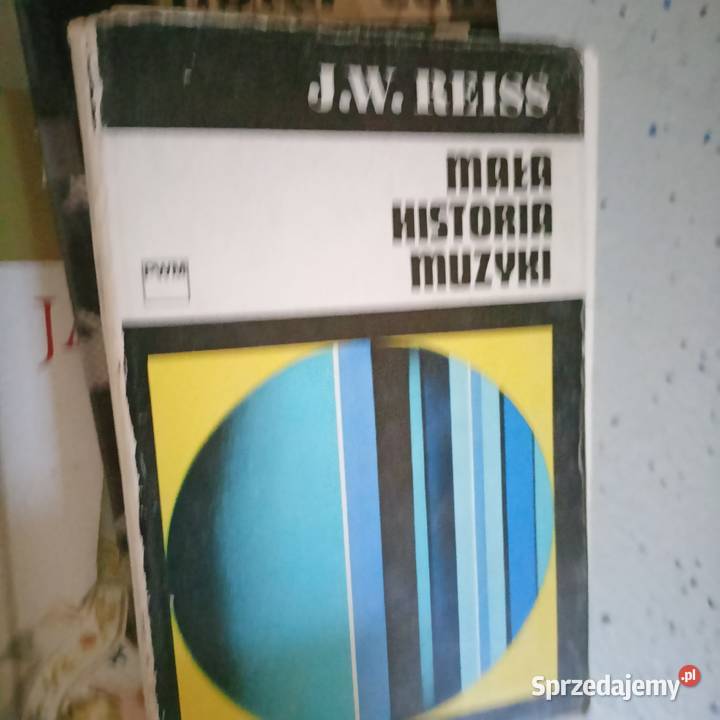 J.W. REISS
MAŁA
HISTORIA
MUZYKI
PWM
J
Sprzedajemy.pl